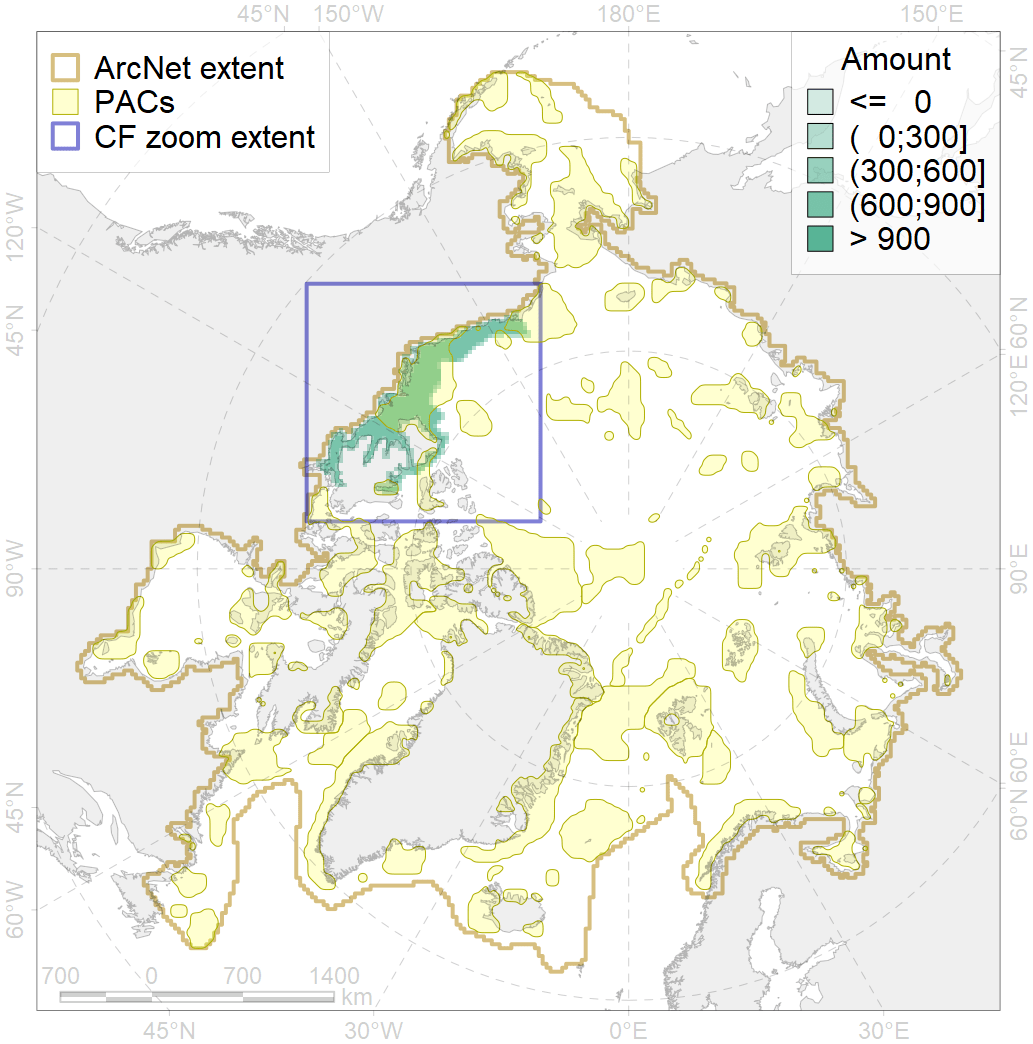 45°N 150°W 180°E 150°E
ArcNet extent
PACs
CF zoom extent
Amount
<= 0
( 0;300]
(300;600]
(600;900]
> 900
45°N
120°W
60°N
45°N
120°E
90°W
90°E
60°E
45°N
60°N
60°W
700 0 700 1400
km
45°N 30°W 0°E 30°E